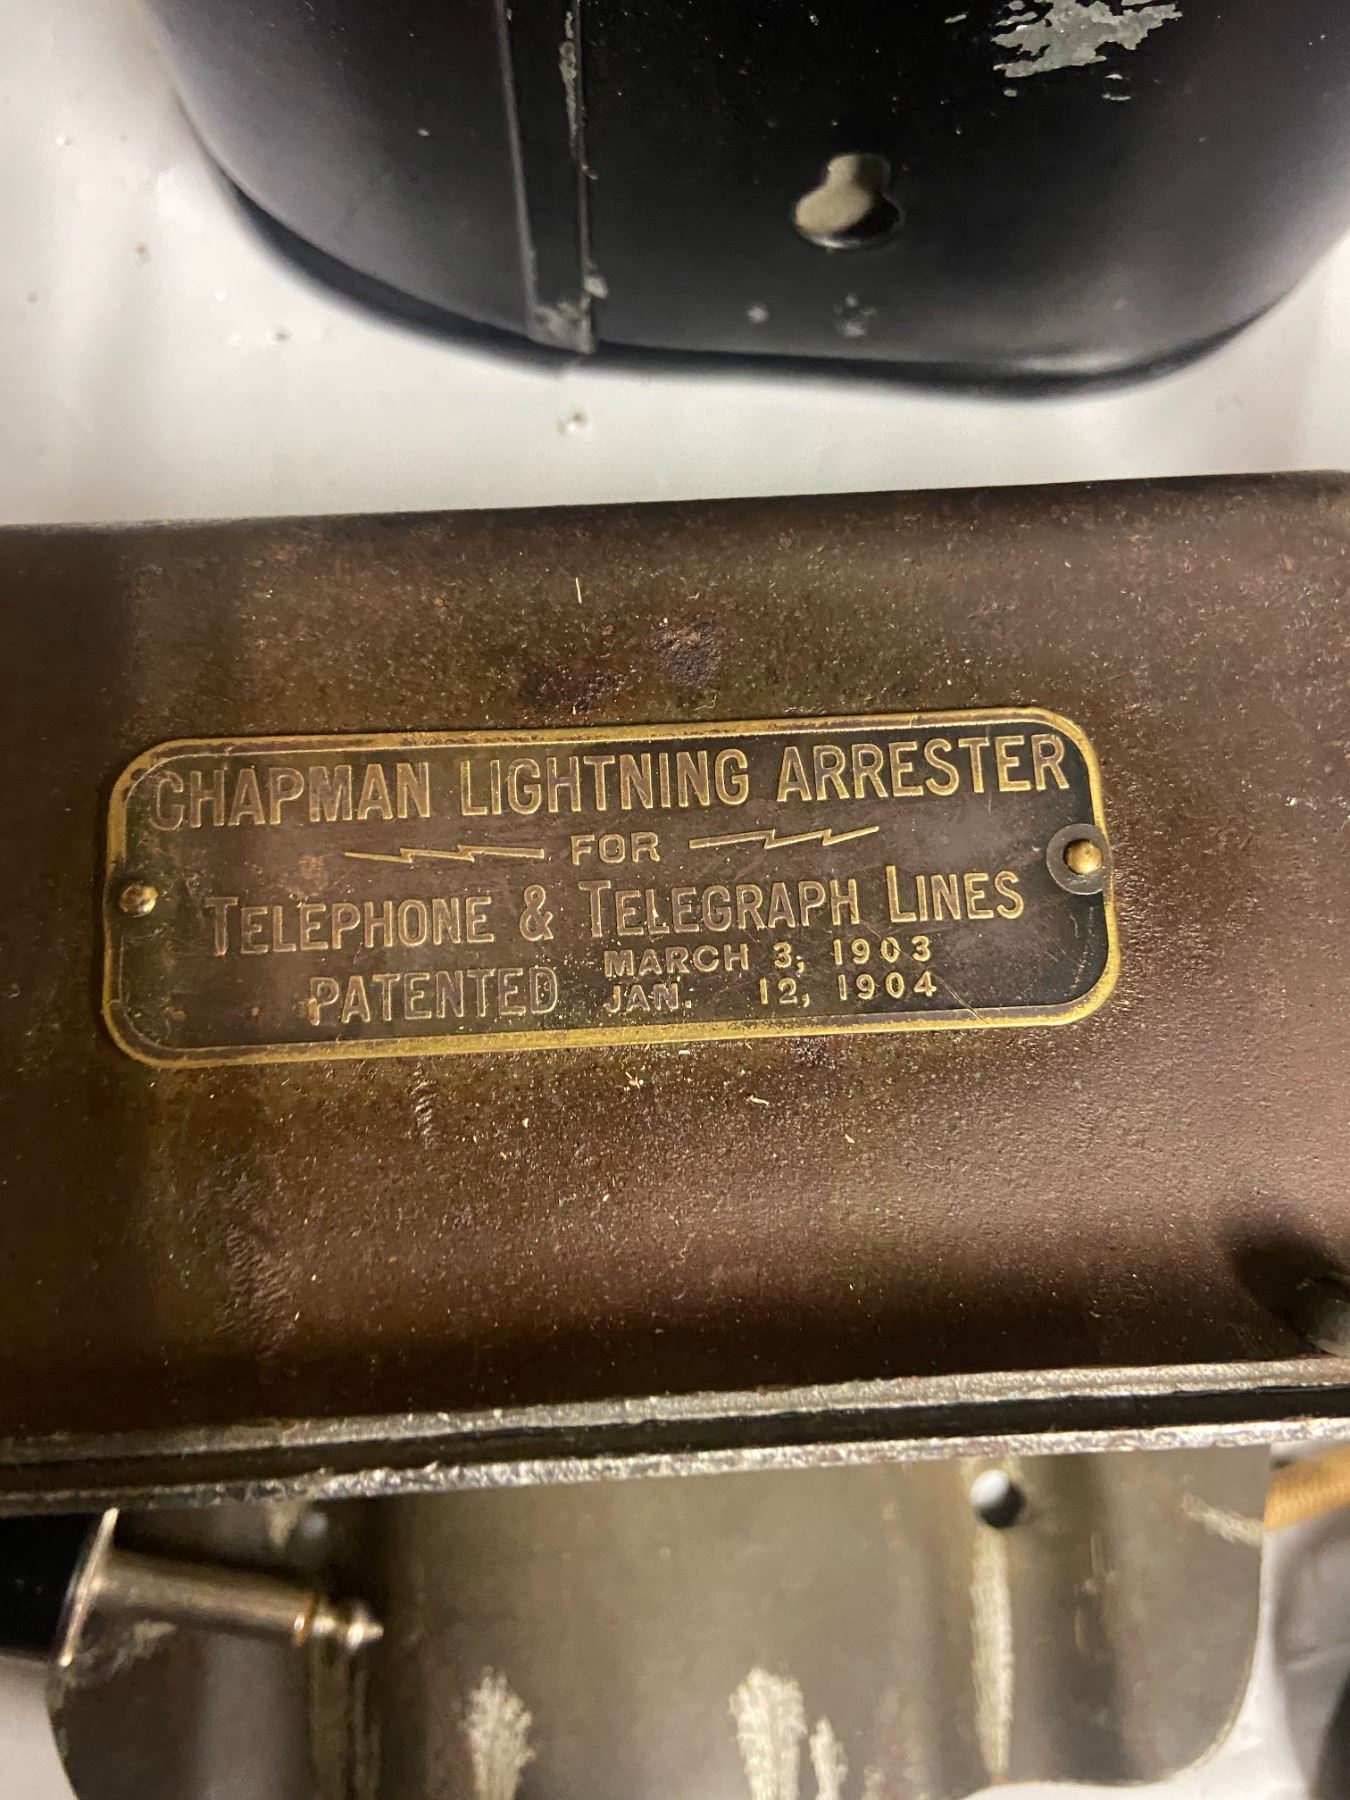 CHAPMAN LIGHTNING ARRESTER
FOR
TELEPHONE & TELEGRAPH LINES
PATENTED MARCH 3, 1903
JAN. 12, 1904